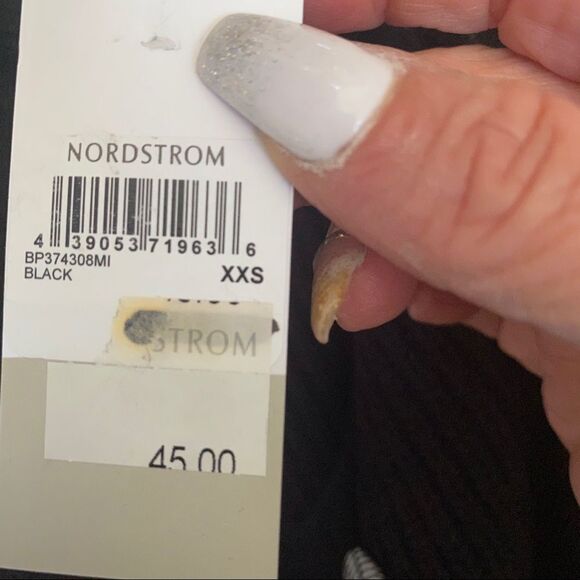 NORDSTROM
4 39053 71963 6
BP374308MI
BLACK XXS
STROM
45.00